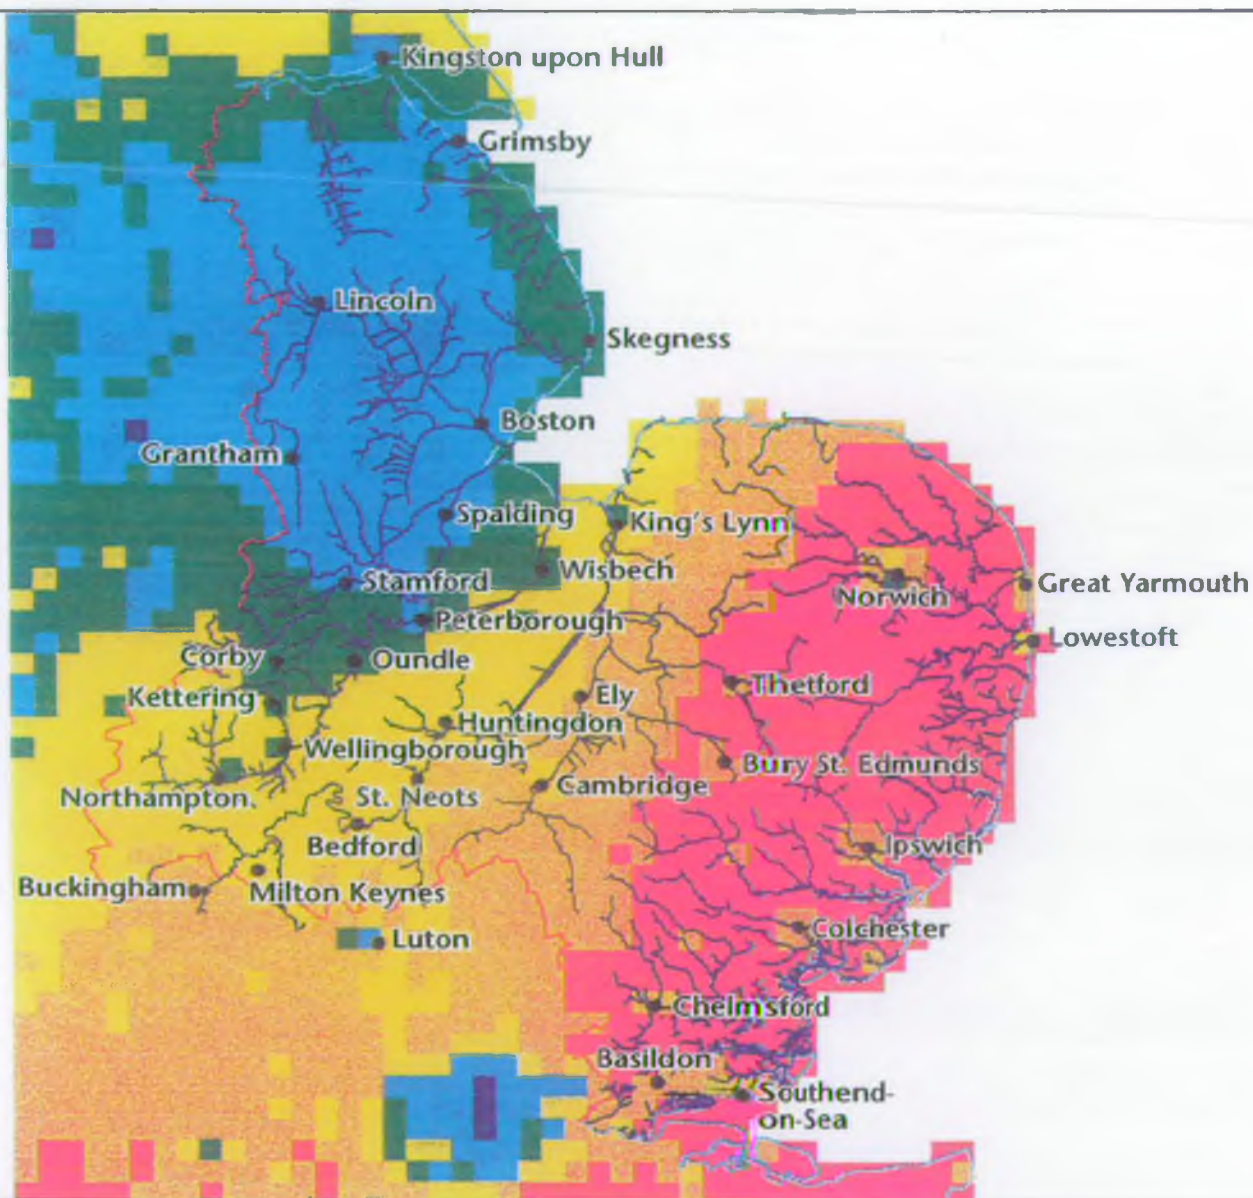 Kingston upon Hull
Grimsby
Lincoln
Skegness
Boston
Grantham
Spalding
King's Lynn
Wisbech
Stamford
Norwich
Great Yarmouth
Peterborough
Lowestoft
Corby
Oundle
Thetford
Kettering
Ely
Huntingdon
Wellingborough
Bury St. Edmunds
Northampton
St. Neots
Cambridge
Bedford
Ipswich
Buckingham
Milton Keynes
Colchester
Luton
Chelmsford
Basildon
Southend-
on-Sea